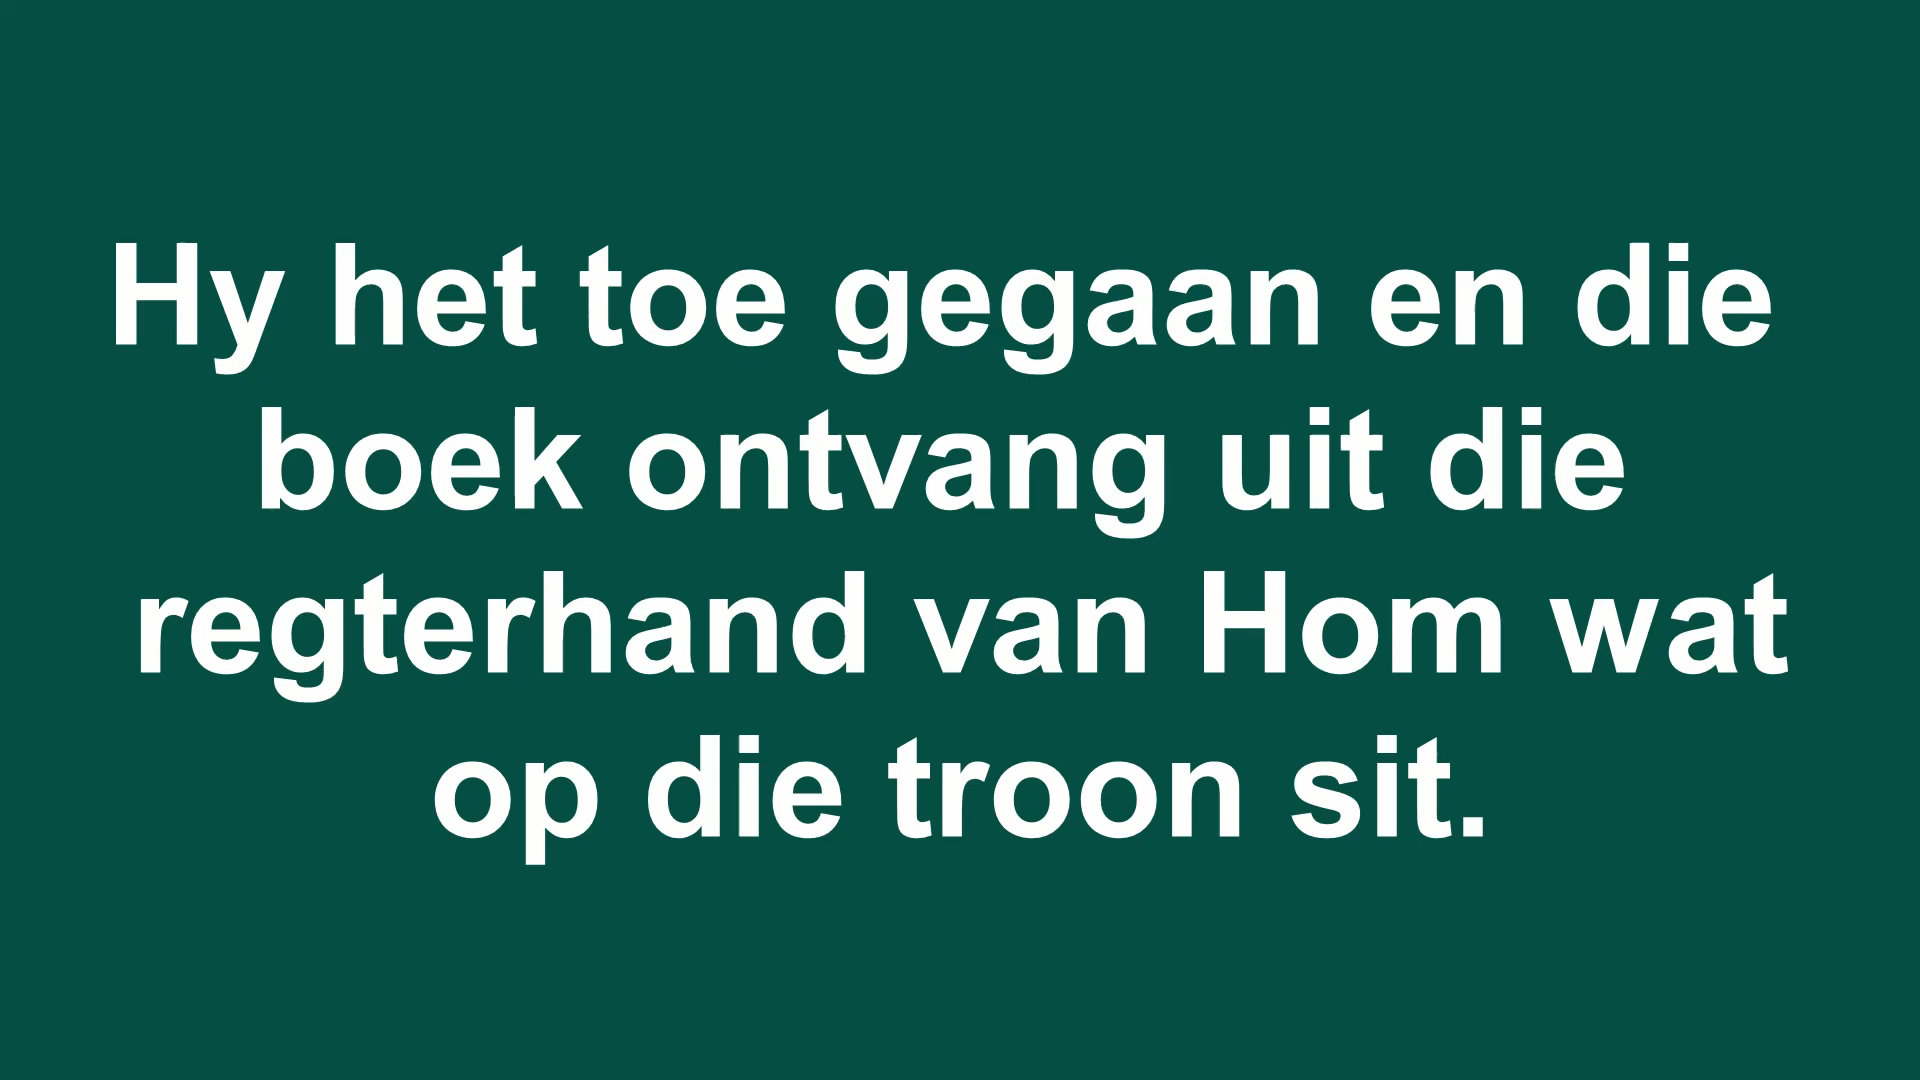 Hy het toe gegaan en die
boek ontvang uit die
regterhand van Hom wat
op die troon sit.